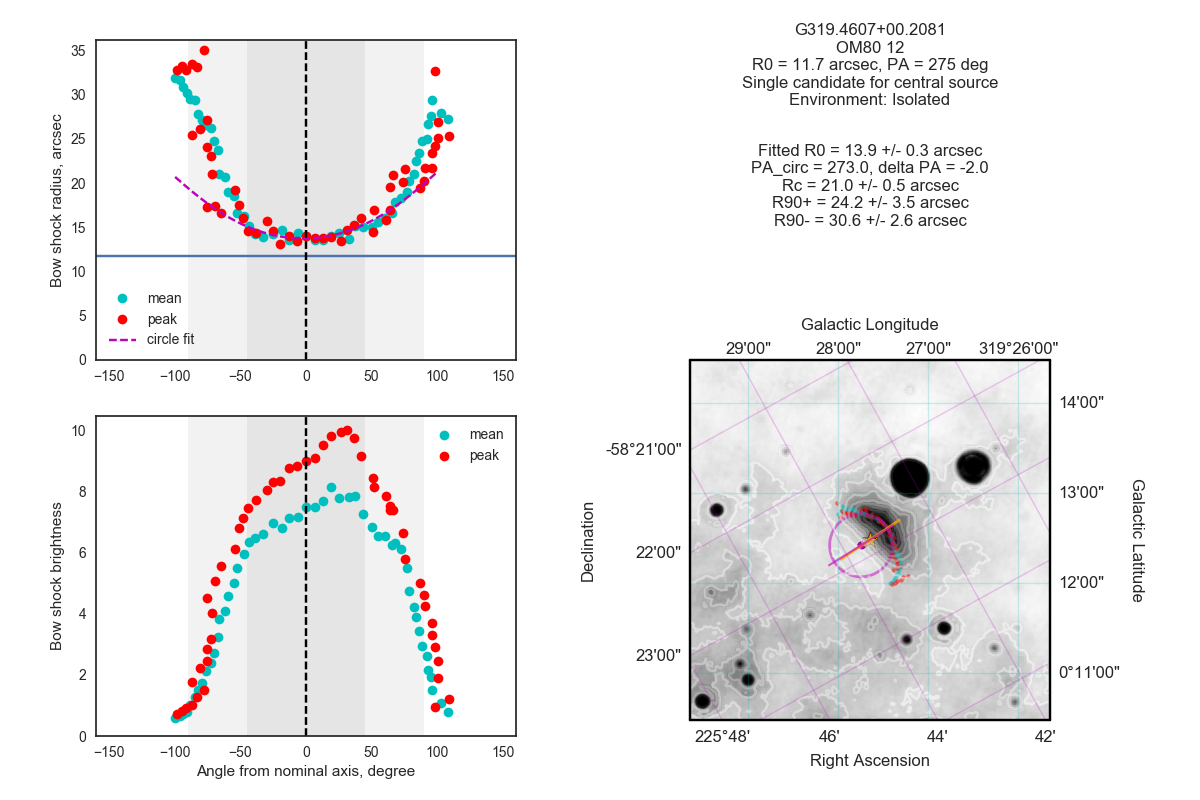 35
30
25
20
15
10
5
0
Bow shock radius, arcsec
mean
peak
circle fit
−150
−100
−50
0
50
100
150
10
8
6
4
2
0
Bow shock brightness
mean
peak
−150
−100
−50
0
50
100
150
Angle from nominal axis, degree
G319.4607+00.2081
OM80 12
R0 = 11.7 arcsec, PA = 275 deg
Single candidate for central source
Environment: Isolated
Fitted R0 = 13.9 +/- 0.3 arcsec
PA_circ = 273.0, delta PA = -2.0
Rc = 21.0 +/- 0.5 arcsec
R90+ = 24.2 +/- 3.5 arcsec
R90- = 30.6 +/- 2.6 arcsec
Galactic Longitude
29'00"
28'00"
27'00"
319°26'00"
-58°21'00"
22'00"
23'00"
Declination
14'00"
13'00"
12'00"
0°11'00"
Galactic Latitude
225°48'
46'
44'
42'
Right Ascension